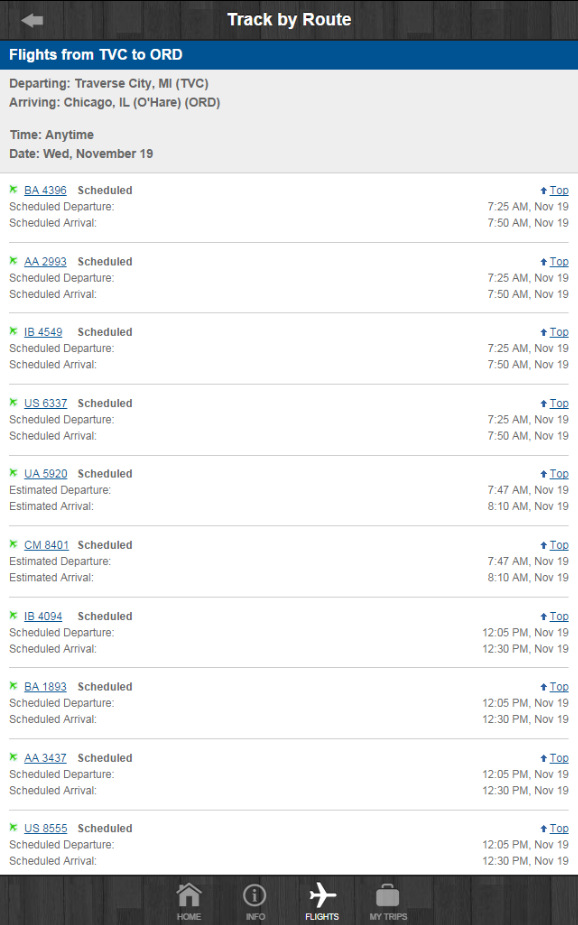 Track by Route
Flights from TVC to ORD
Departing: Traverse City, MI (TVC)
Arriving: Chicago, IL (O'Hare) (ORD)
Time: Anytime
Date: Wed, November 19
BA 4396 Scheduled Top
Scheduled Departure: 7:25 AM, Nov 19
Scheduled Arrival: 7:50 AM, Nov 19
AA 2993 Scheduled Top
Scheduled Departure: 7:25 AM, Nov 19
Scheduled Arrival: 7:50 AM, Nov 19
IB 4549 Scheduled Top
Scheduled Departure: 7:25 AM, Nov 19
Scheduled Arrival: 7:50 AM, Nov 19
US 6337 Scheduled Top
Scheduled Departure: 7:25 AM, Nov 19
Scheduled Arrival: 7:50 AM, Nov 19
UA 5920 Scheduled Top
Estimated Departure: 7:47 AM, Nov 19
Estimated Arrival: 8:10 AM, Nov 19
CM 8401 Scheduled Top
Estimated Departure: 7:47 AM, Nov 19
Estimated Arrival: 8:10 AM, Nov 19
IB 4094 Scheduled Top
Scheduled Departure: 12:05 PM, Nov 19
Scheduled Arrival: 12:30 PM, Nov 19
BA 1893 Scheduled Top
Scheduled Departure: 12:05 PM, Nov 19
Scheduled Arrival: 12:30 PM, Nov 19
AA 3437 Scheduled Top
Scheduled Departure: 12:05 PM, Nov 19
Scheduled Arrival: 12:30 PM, Nov 19
US 8555 Scheduled Top
Scheduled Departure: 12:05 PM, Nov 19
Scheduled Arrival: 12:30 PM, Nov 19
HOME INFO FLIGHTS MY TRIPS